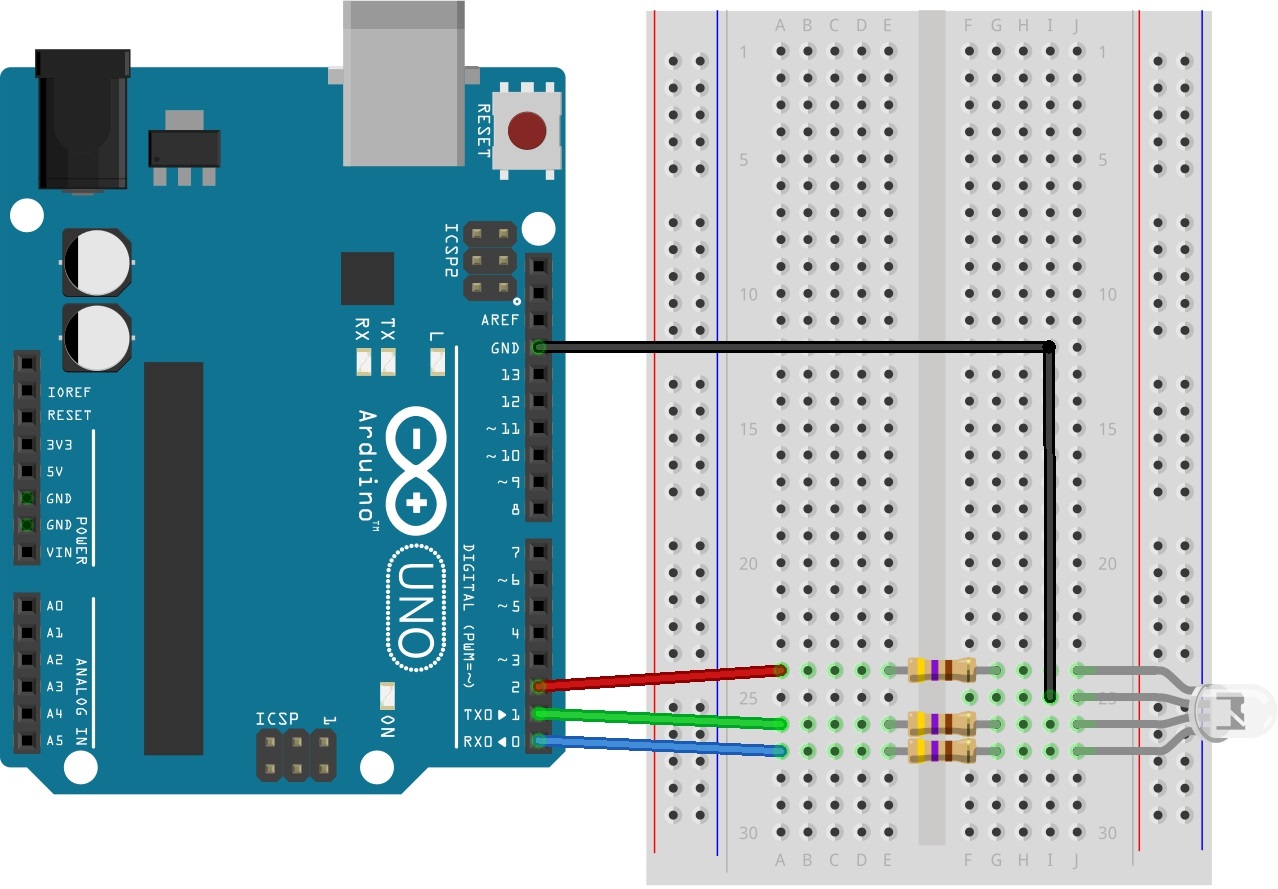 RESET
ICSP2
AREF
GND
13
12
~11
~10
~9
8
7
~6
~5
4
~3
2
TX0▶1
RX0◀0
DIGITAL (PWM=~)
RX
TX
L
Arduino™
UNO
ON
ICSP
1
IOREF
RESET
3V3
5V
GND
GND
VIN
POWER
A0
A1
A2
A3
A4
A5
ANALOG IN
A B C D E F G H I J
1 1
5 5
10 10
15 15
20 20
25 25
30 30
A B C D E F G H I J